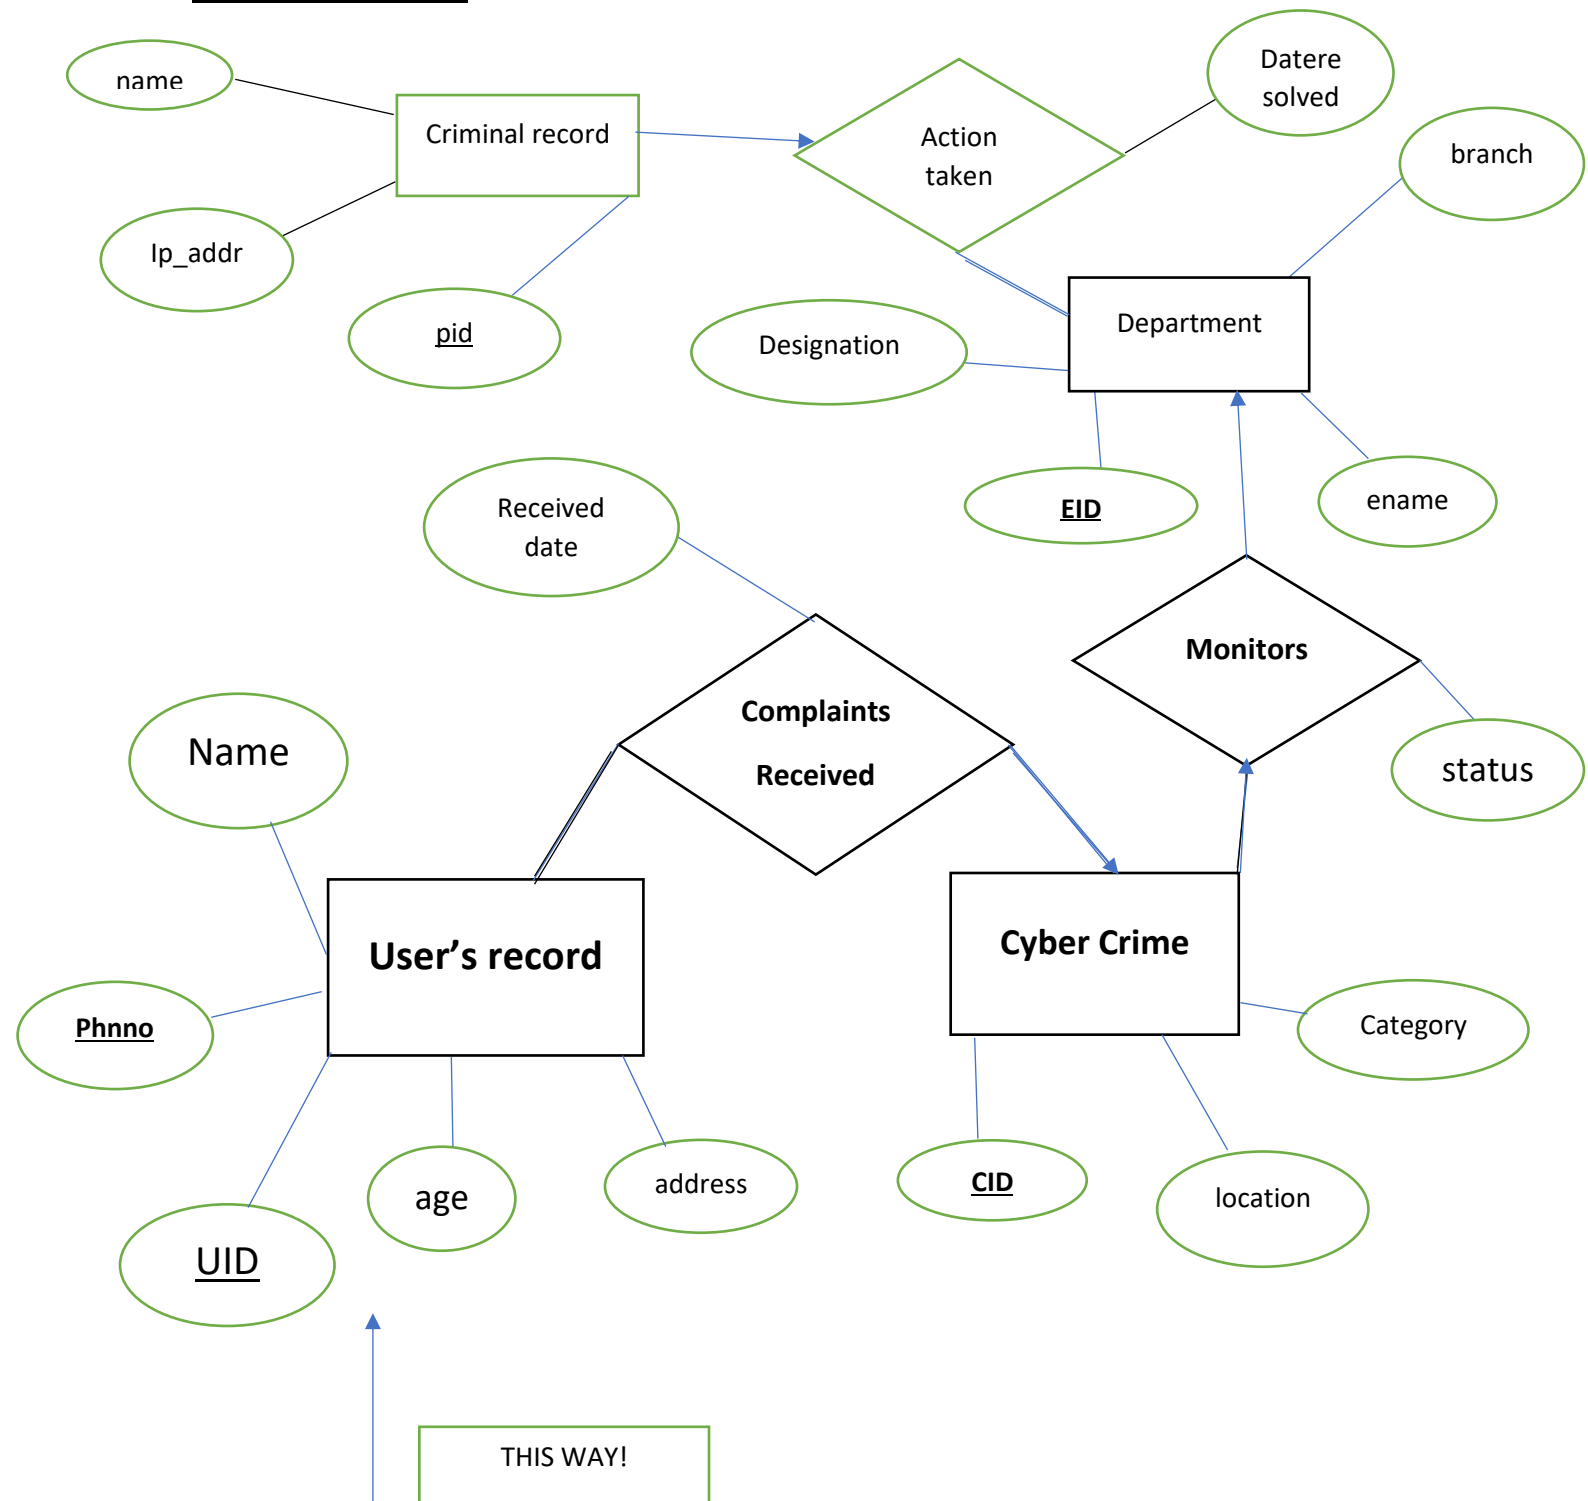 name
Criminal record
Action
taken
Datere
solved
branch
Ip_addr
pid
Designation
Department
EID
ename
Received
date
Monitors
Complaints
Received
Name
status
User’s record
Cyber Crime
Phnno
Category
UID
age
address
CID
location
THIS WAY!